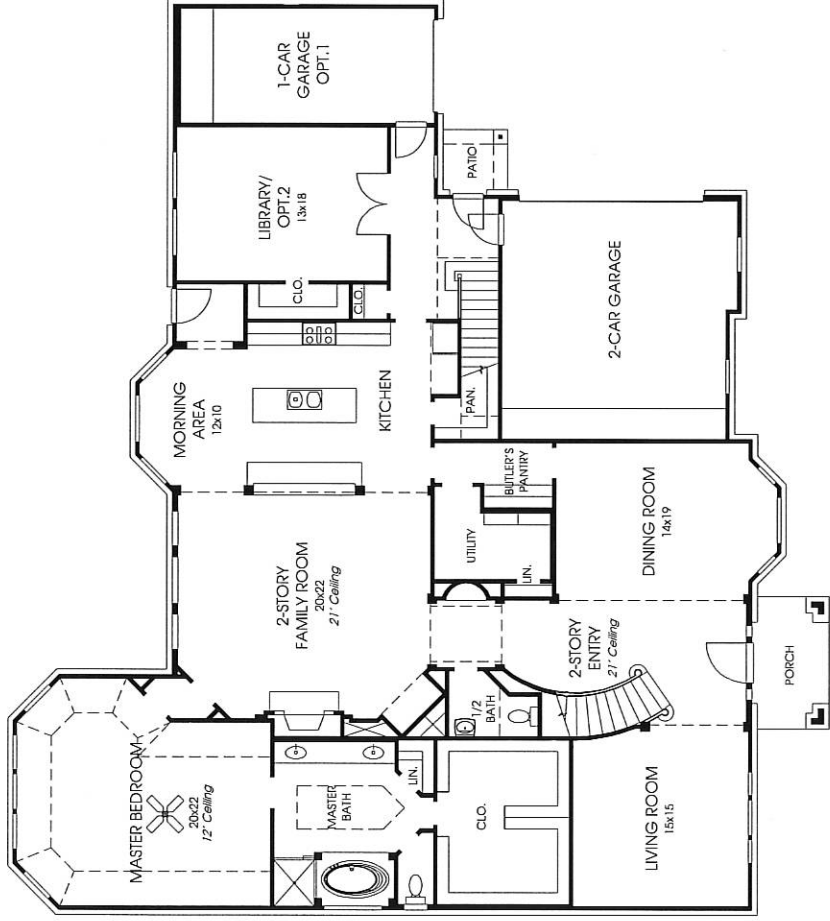 1-CAR
GARAGE
OPT.1
LIBRARY/
OPT.2
13x18
PATIO
CLO.
CLO.
2-CAR GARAGE
MORNING
AREA
12x10
KITCHEN
PAN.
BUTLER'S
PANTRY
UTILITY
LIN.
DINING ROOM
14x19
2-STORY
FAMILY ROOM
20x22
21' Ceiling
2-STORY
ENTRY
21' Ceiling
PORCH
1/2
BATH
MASTER BEDROOM
20x22
12' Ceiling
MASTER
BATH
LIN.
CLO.
LIVING ROOM
15x15